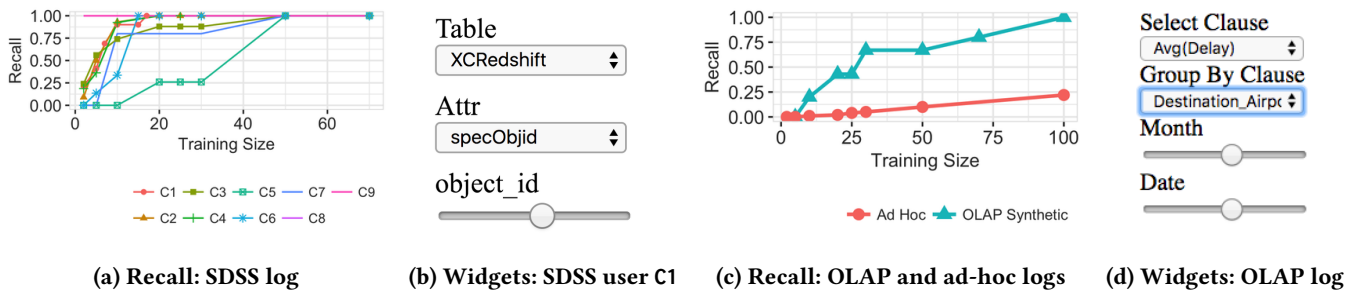 1.00
0.75
0.50
0.25
0.00
Recall
0 20 40 60
Training Size
C1 C3 C5 C7 C9
C2 C4 C6 C8
(a) Recall: SDSS log
Table
XCRedshift
Attr
specObjid
object_id
(b) Widgets: SDSS user C1
1.00
0.75
0.50
0.25
0.00
Recall
0 25 50 75 100
Training Size
Ad Hoc OLAP Synthetic
(c) Recall: OLAP and ad-hoc logs
Select Clause
Avg(Delay)
Group By Clause
Destination_Airpo
Month
Date
(d) Widgets: OLAP log